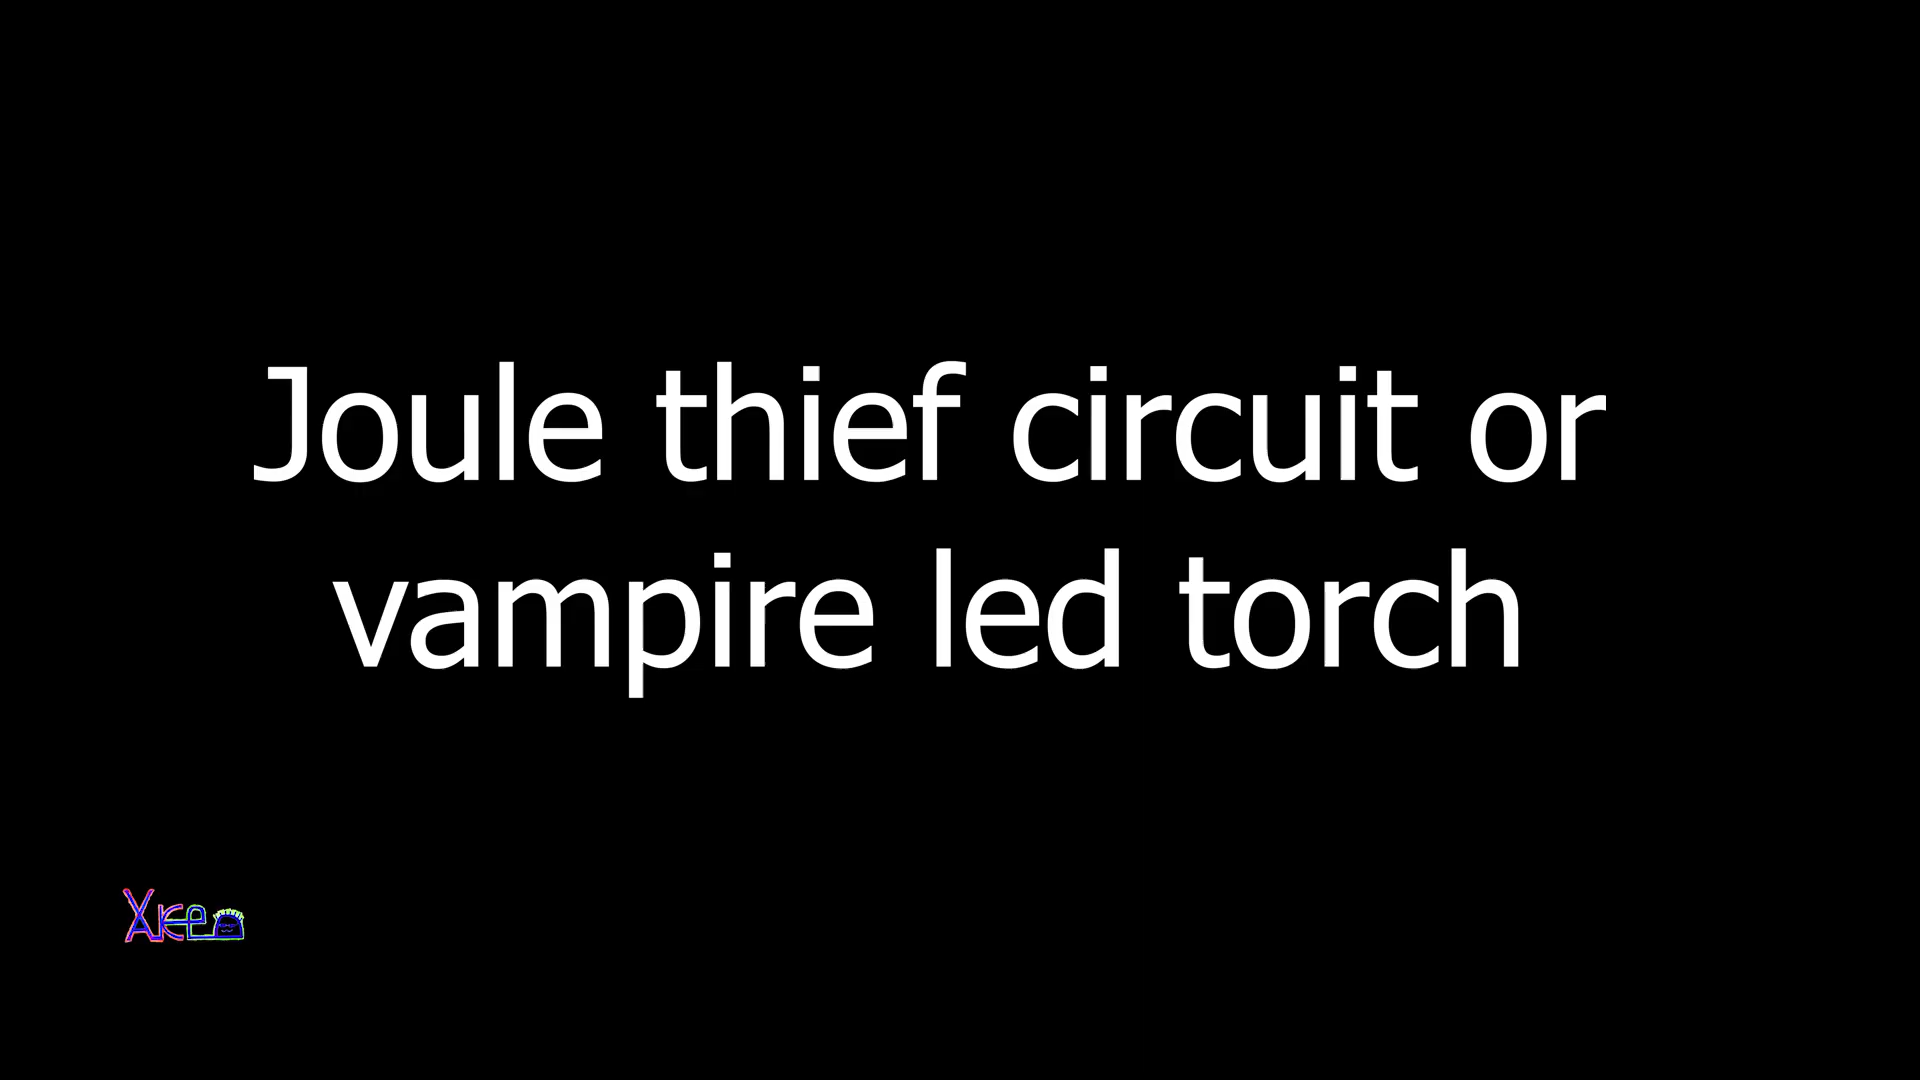 Joule thief circuit or
vampire led torch